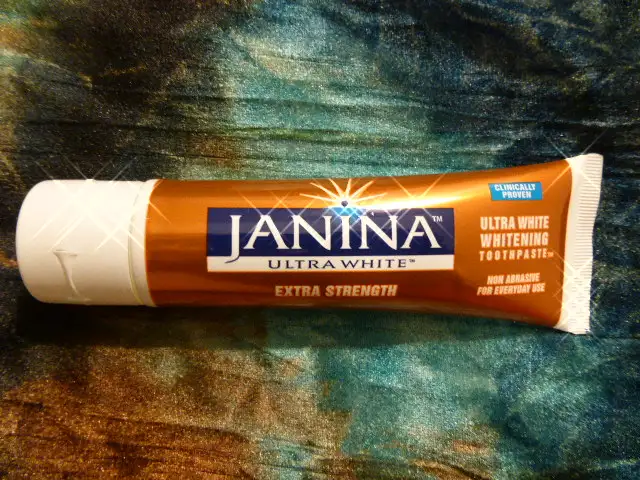 JANINA™
ULTRA WHITE™
EXTRA STRENGTH
CLINICALLY
PROVEN
ULTRA WHITE
WHITENING
TOOTHPASTE™
NON ABRASIVE
FOR EVERYDAY USE